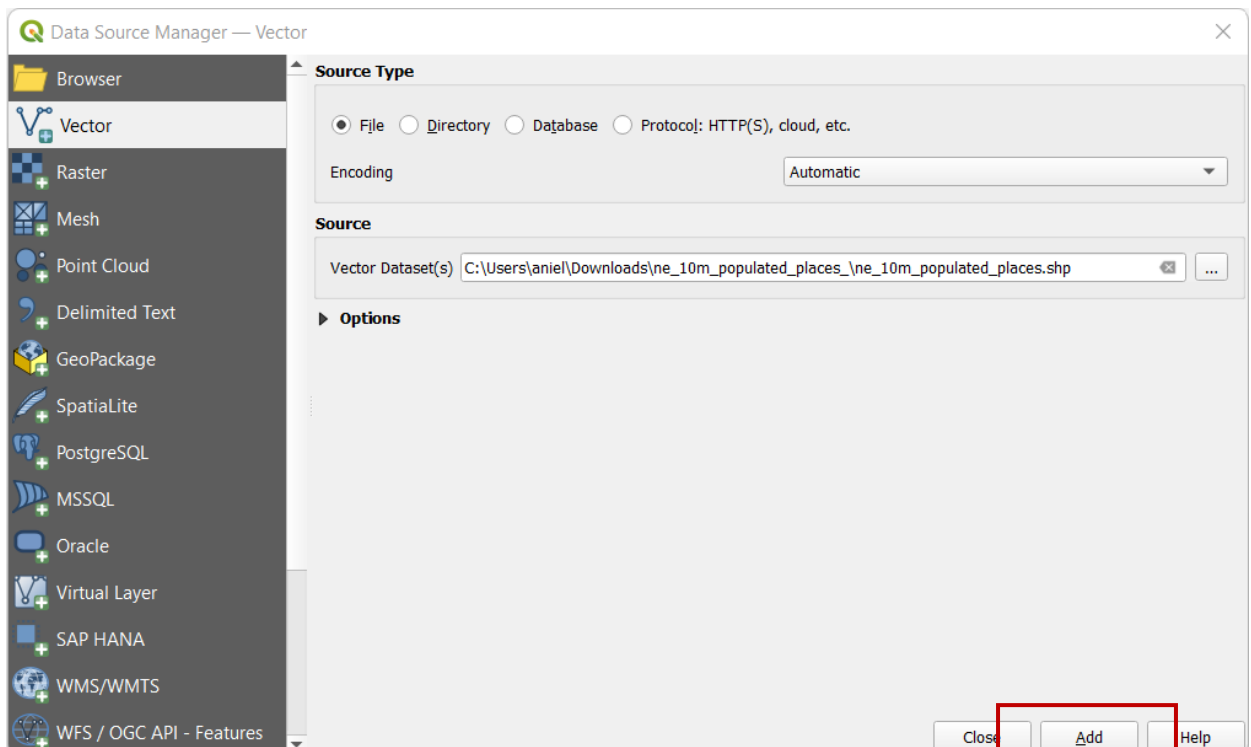 Data Source Manager — Vector
Browser
Vector
Raster
Mesh
Point Cloud
Delimited Text
GeoPackage
SpatiaLite
PostgreSQL
MSSQL
Oracle
Virtual Layer
SAP HANA
WMS/WMTS
WFS / OGC API - Features
Source Type
File Directory Database Protocol: HTTP(S), cloud, etc.
Encoding Automatic
Source
Vector Dataset(s) C:\Users\aniel\Downloads\ne_10m_populated_places_\ne_10m_populated_places.shp ...
Options
Close Add Help